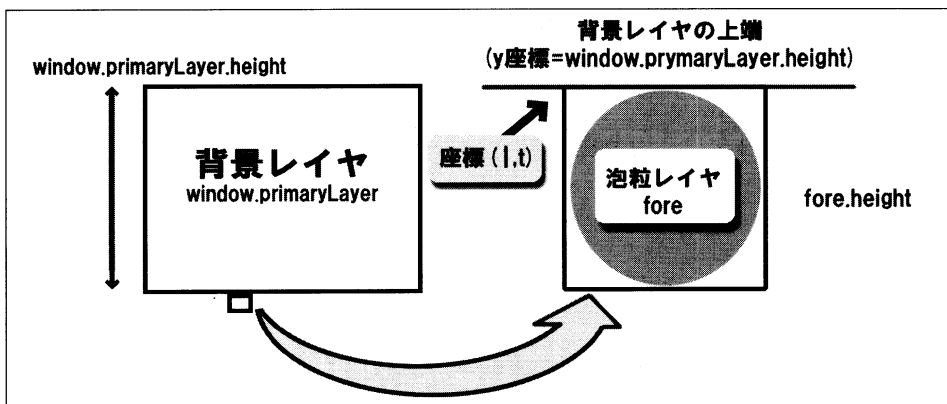 window.primaryLayer.height
背景レイヤ
window.primaryLayer
背景レイヤの上端
(y座標=window.prymaryLayer.height)
座標(l,t)
泡粒レイヤ
fore
fore.height